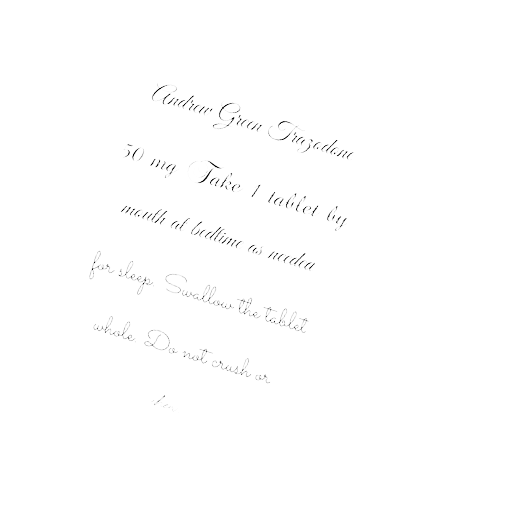 Andrew Green Trazodone
50 mg Take 1 tablet by
mouth at bedtime as needed
for sleep. Swallow the tablet
whole. Do not crush or